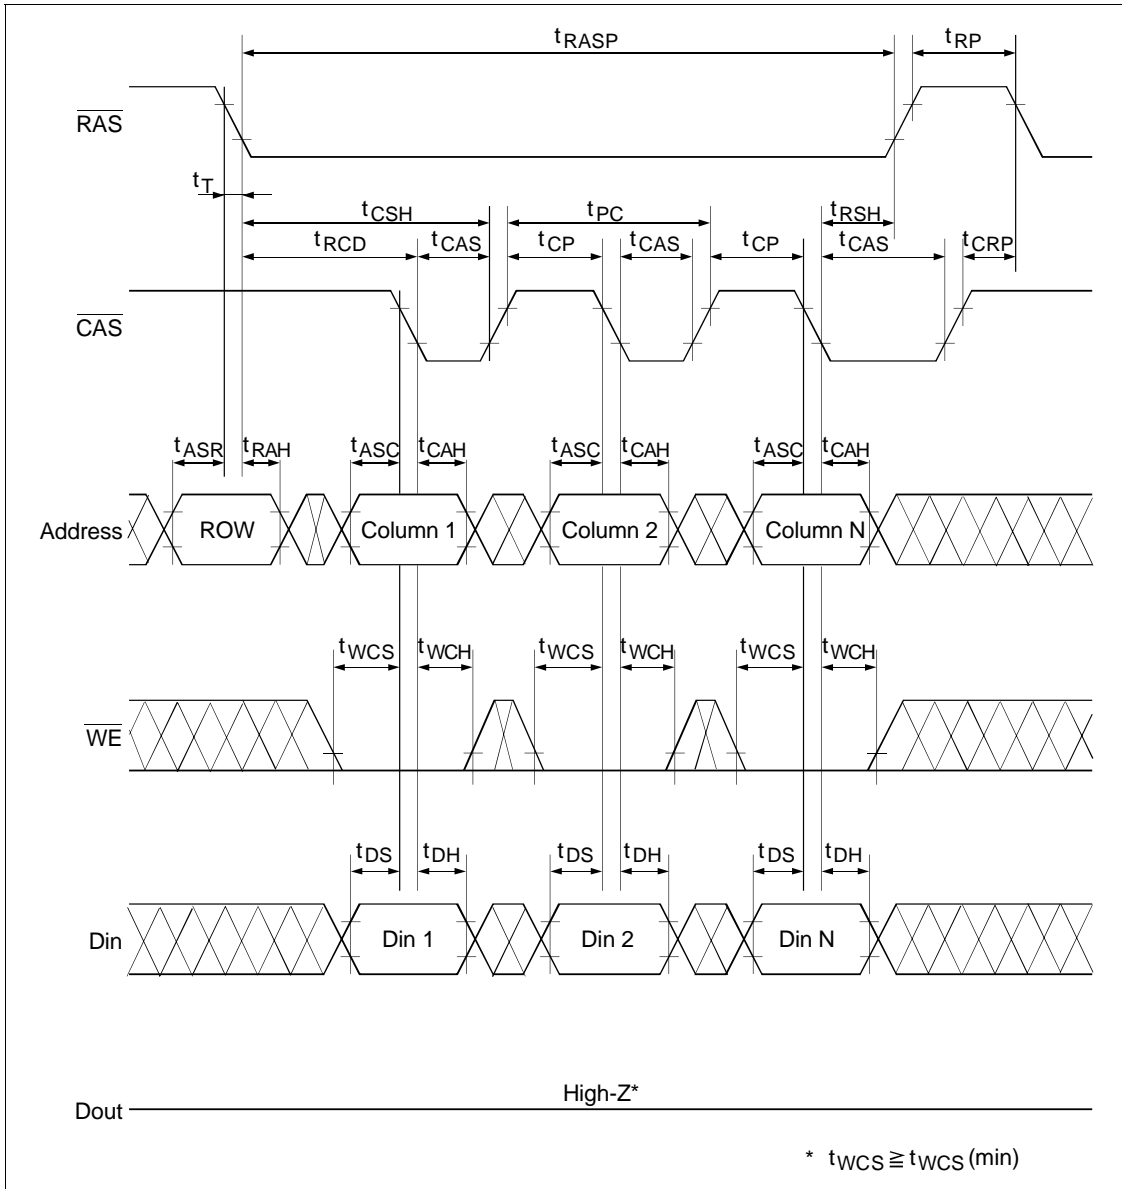 tRASP tRP
RAS
tT
tCSH tPC tRSH
tRCD tCAS tCP tCAS tCP tCAS tCRP
CAS
tASR tRAH tASC tCAH tASC tCAH tASC tCAH
Address ROW Column 1 Column 2 Column N
tWCS tWCH tWCS tWCH tWCS tWCH
WE
tDS tDH tDS tDH tDS tDH
Din Din 1 Din 2 Din N
High-Z*
Dout
* tWCS ≧ tWCS (min)